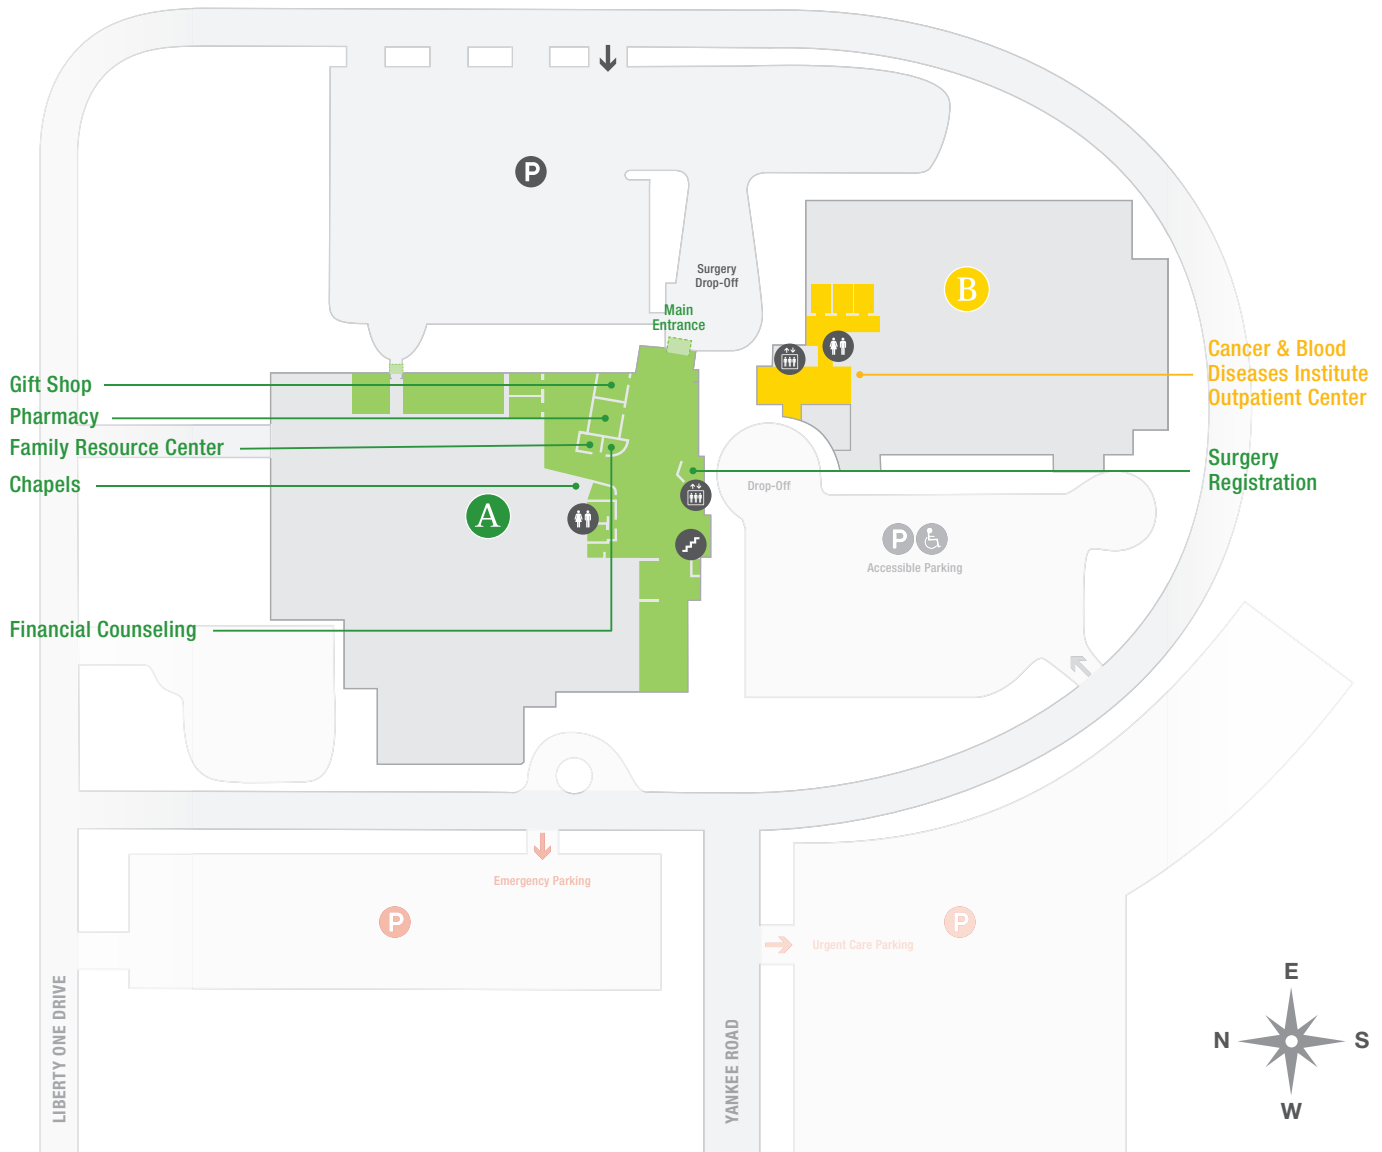 P
Surgery
Drop-Off
B
Main
Entrance
Cancer & Blood
Diseases Institute
Outpatient Center
Gift Shop
Pharmacy
Family Resource Center
Chapels
Surgery
Registration
Drop-Off
A
P
Accessible Parking
Financial Counseling
Emergency Parking
P
P
Urgent Care Parking
LIBERTY ONE DRIVE
YANKEE ROAD
E
N
S
W